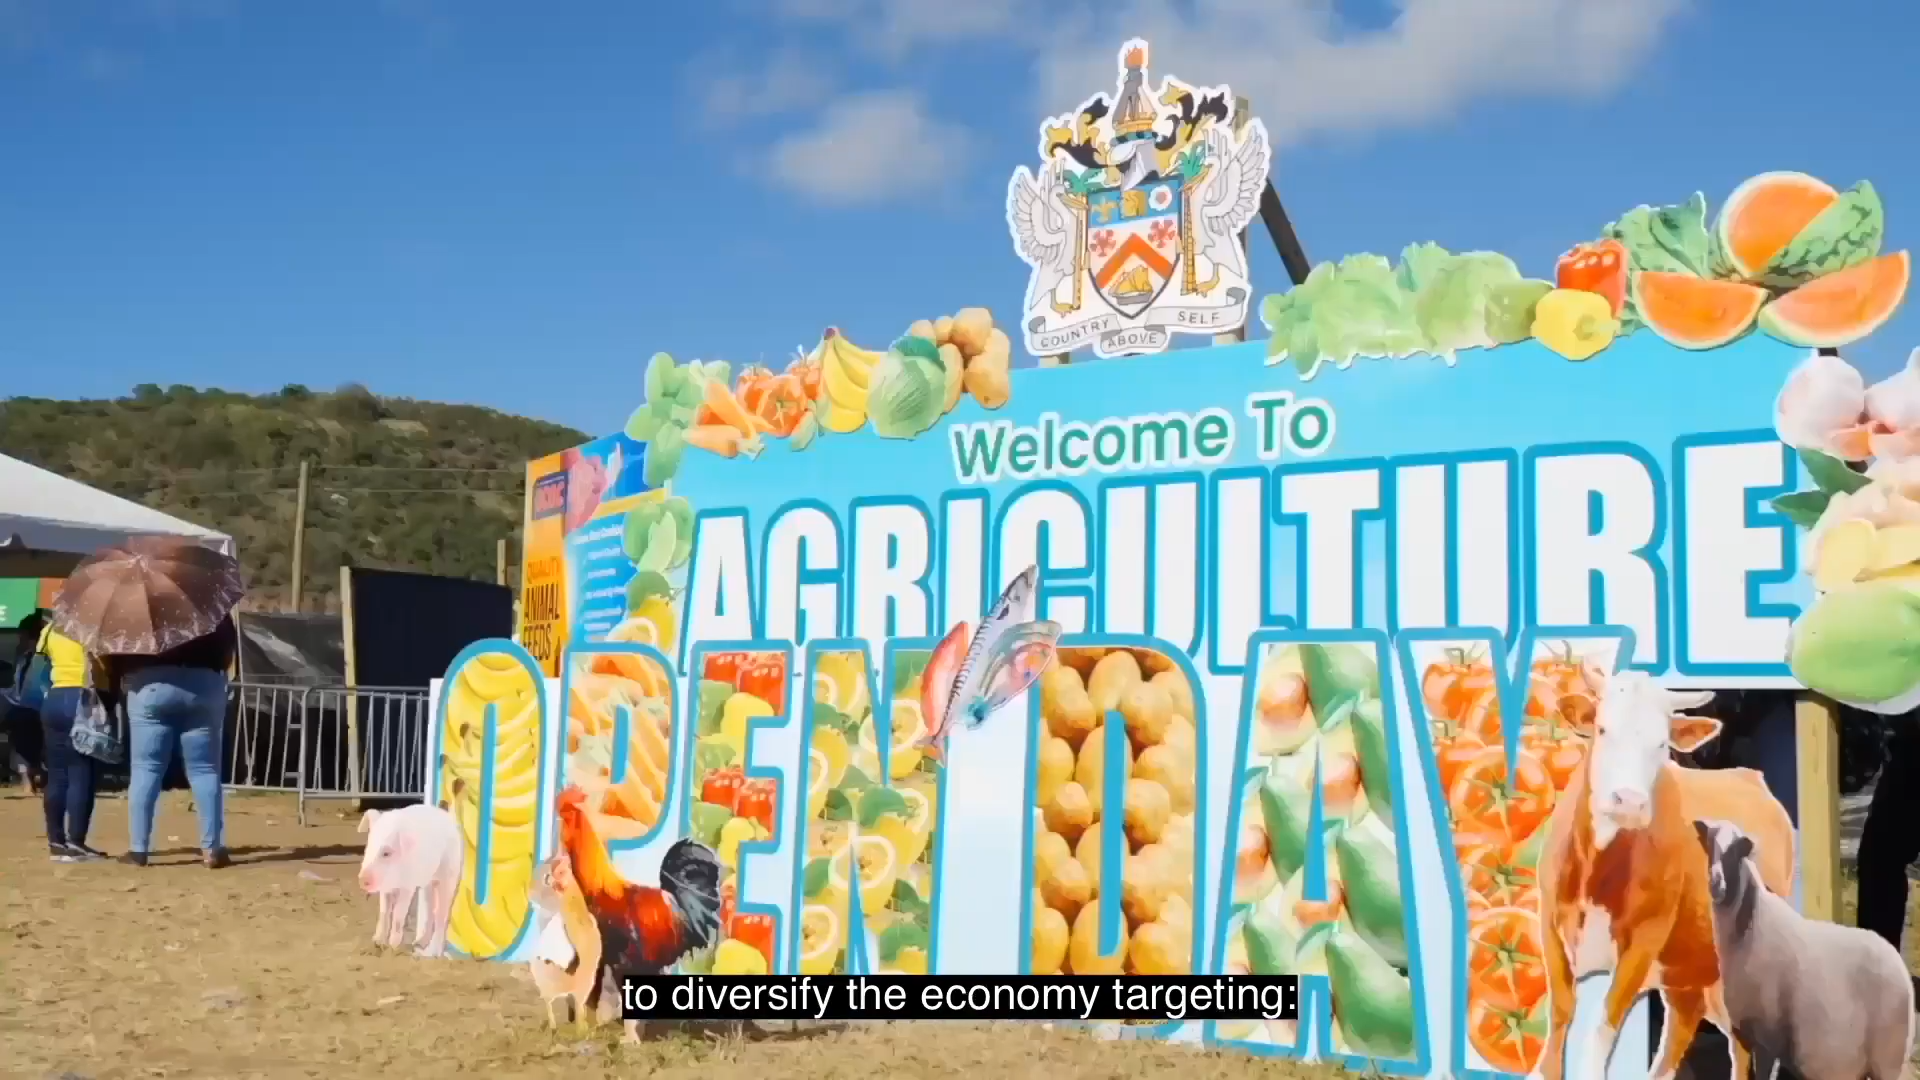 COUNTRY ABOVE SELF
Welcome To
AGRICULTURE
OPEN DAY
QUALITY
ANIMAL
FEEDS
to diversify the economy targeting: